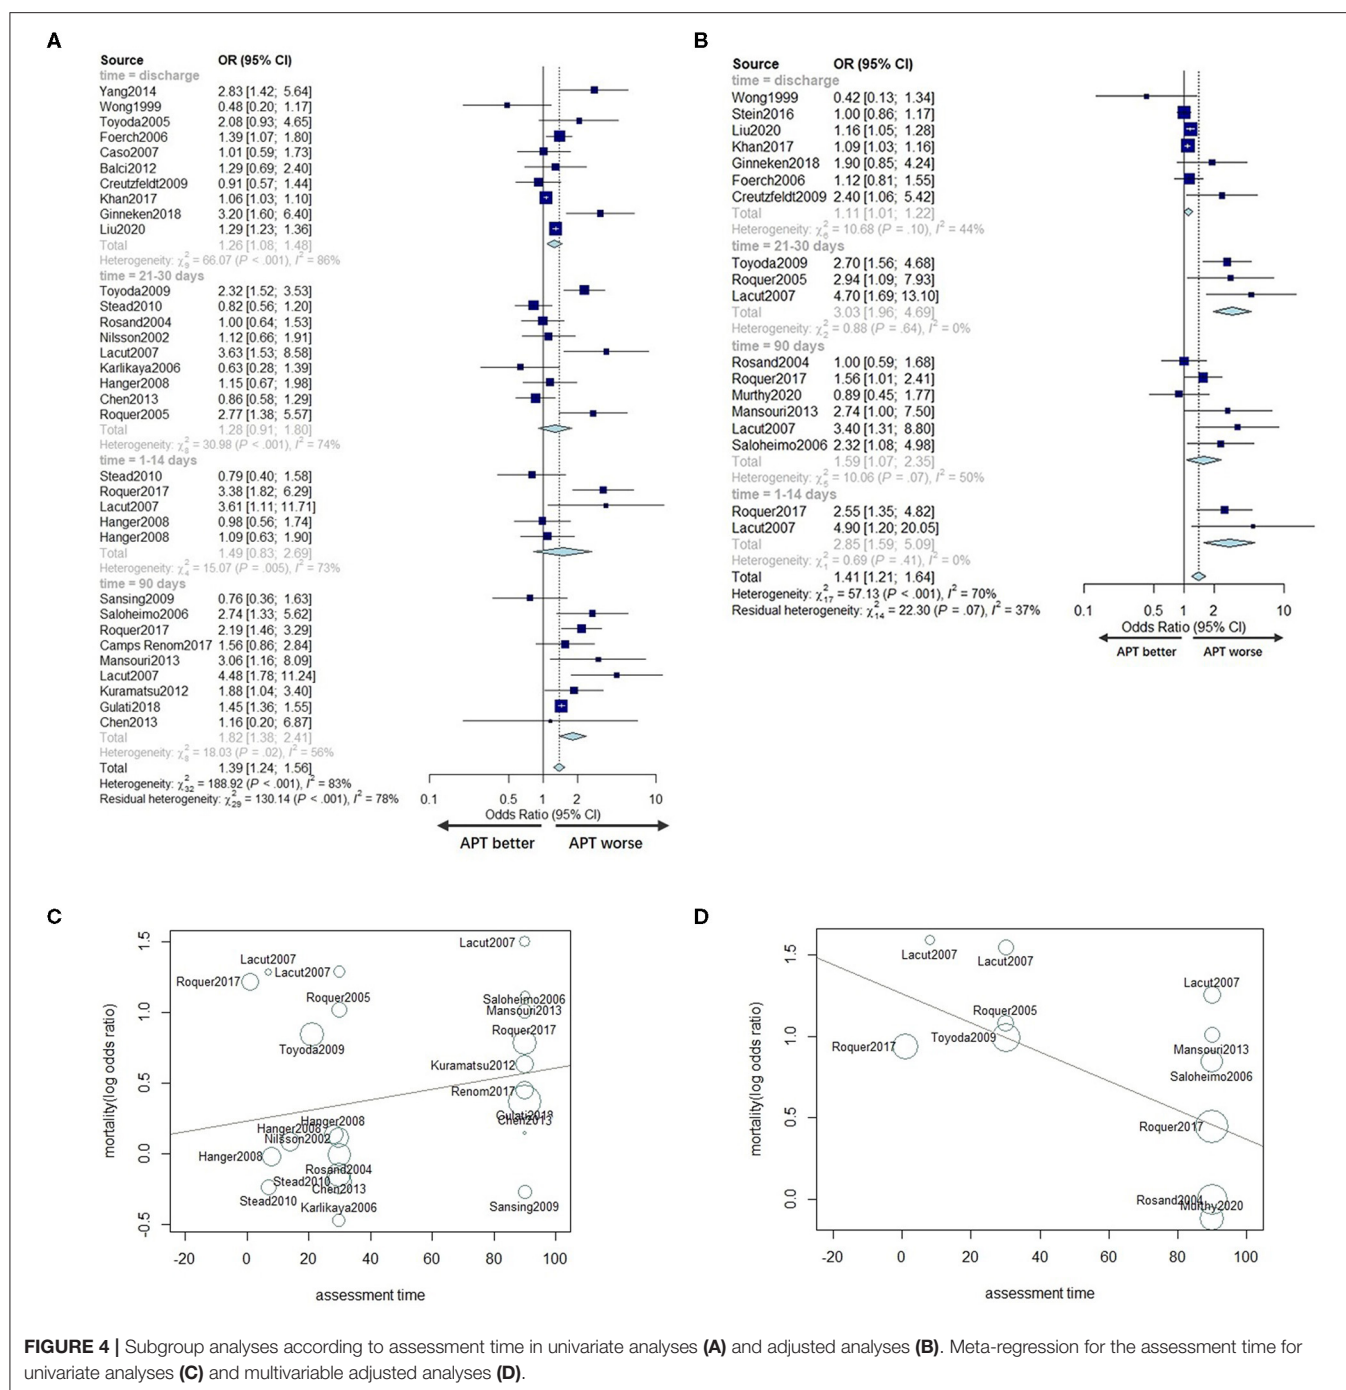 A
Source OR (95% CI)
time = discharge
Yang2014 2.83 [1.42; 5.64]
Wong1999 0.48 [0.20; 1.17]
Toyoda2005 2.08 [0.93; 4.65]
Foerch2006 1.39 [1.07; 1.80]
Caso2007 1.01 [0.59; 1.73]
Balci2012 1.29 [0.69; 2.40]
Creutzfeldt2009 0.91 [0.57; 1.44]
Khan2017 1.06 [1.03; 1.10]
Ginneken2018 3.20 [1.60; 6.40]
Liu2020 1.29 [1.23; 1.36]
Total 1.26 [1.08; 1.48]
Heterogeneity: χ²₉ = 66.07 (P < .001), I² = 86%
time = 21-30 days
Toyoda2009 2.32 [1.52; 3.53]
Stead2010 0.82 [0.56; 1.20]
Rosand2004 1.00 [0.64; 1.53]
Nilsson2002 1.12 [0.66; 1.91]
Lacut2007 3.63 [1.53; 8.58]
Karlikaya2006 0.63 [0.28; 1.39]
Hanger2008 1.15 [0.67; 1.98]
Chen2013 0.86 [0.58; 1.29]
Roquer2005 2.77 [1.38; 5.57]
Total 1.28 [0.91; 1.80]
Heterogeneity: χ²₈ = 30.98 (P < .001), I² = 74%
time = 1-14 days
Stead2010 0.79 [0.40; 1.58]
Roquer2017 3.38 [1.82; 6.29]
Lacut2007 3.61 [1.11; 11.71]
Hanger2008 0.98 [0.56; 1.74]
Hanger2008 1.09 [0.63; 1.90]
Total 1.49 [0.83; 2.69]
Heterogeneity: χ²₄ = 15.07 (P = .005), I² = 73%
time = 90 days
Sansing2009 0.76 [0.36; 1.63]
Saloheimo2006 2.74 [1.33; 5.62]
Roquer2017 2.19 [1.46; 3.29]
Camps Renom2017 1.56 [0.86; 2.84]
Mansouri2013 3.06 [1.16; 8.09]
Lacut2007 4.48 [1.78; 11.24]
Kuramatsu2012 1.88 [1.04; 3.40]
Gulati2018 1.45 [1.36; 1.55]
Chen2013 1.16 [0.20; 6.87]
Total 1.82 [1.38; 2.41]
Heterogeneity: χ²₈ = 18.03 (P = .02), I² = 56%
Total 1.39 [1.24; 1.56]
Heterogeneity: χ²₃₂ = 188.92 (P < .001), I² = 83%
Residual heterogeneity: χ²₂₉ = 130.14 (P < .001), I² = 78%
0.1 0.5 1 2 10
Odds Ratio (95% CI)
APT better APT worse
B
Source OR (95% CI)
time = discharge
Wong1999 0.42 [0.13; 1.34]
Stein2016 1.00 [0.86; 1.17]
Liu2020 1.16 [1.05; 1.28]
Khan2017 1.09 [1.03; 1.16]
Ginneken2018 1.90 [0.85; 4.24]
Foerch2006 1.12 [0.81; 1.55]
Creutzfeldt2009 2.40 [1.06; 5.42]
Total 1.11 [1.01; 1.22]
Heterogeneity: χ²₆ = 10.68 (P = .10), I² = 44%
time = 21-30 days
Toyoda2009 2.70 [1.56; 4.68]
Roquer2005 2.94 [1.09; 7.93]
Lacut2007 4.70 [1.69; 13.10]
Total 3.03 [1.96; 4.69]
Heterogeneity: χ²₂ = 0.88 (P = .64), I² = 0%
time = 90 days
Rosand2004 1.00 [0.59; 1.68]
Roquer2017 1.56 [1.01; 2.41]
Murthy2020 0.89 [0.45; 1.77]
Mansouri2013 2.74 [1.00; 7.50]
Lacut2007 3.40 [1.31; 8.80]
Saloheimo2006 2.32 [1.08; 4.98]
Total 1.59 [1.07; 2.35]
Heterogeneity: χ²₅ = 10.06 (P = .07), I² = 50%
time = 1-14 days
Roquer2017 2.55 [1.35; 4.82]
Lacut2007 4.90 [1.20; 20.05]
Total 2.85 [1.59; 5.09]
Heterogeneity: χ²₁ = 0.69 (P = .41), I² = 0%
Total 1.41 [1.21; 1.64]
Heterogeneity: χ²₁₇ = 57.13 (P < .001), I² = 70%
Residual heterogeneity: χ²₁₄ = 22.30 (P = .07), I² = 37%
0.1 0.5 1 2 10
Odds Ratio (95% CI)
APT better APT worse
C
mortality(log odds ratio)
1.5
1.0
0.5
0.0
-0.5
Lacut2007
Lacut2007
Lacut2007
Roquer2017
Roquer2005
Saloheimo2006
Mansouri2013
Roquer2017
Toyoda2009
Kuramatsu2012
Renom2017
Gulati2018
Chen2013
Hanger2008
Hanger2008
Nilsson2002
Hanger2008
Rosand2004
Stead2010
Chen2013
Stead2010
Karlikaya2006
Sansing2009
-20 0 20 40 60 80 100
assessment time
D
mortality(log odds ratio)
1.5
1.0
0.5
0.0
Lacut2007
Lacut2007
Lacut2007
Roquer2005
Toyoda2009
Roquer2017
Mansouri2013
Saloheimo2006
Roquer2017
Rosand2004
Murthy2020
-20 0 20 40 60 80 100
assessment time
FIGURE 4 | Subgroup analyses according to assessment time in univariate analyses (A) and adjusted analyses (B). Meta-regression for the assessment time for
univariate analyses (C) and multivariable adjusted analyses (D).